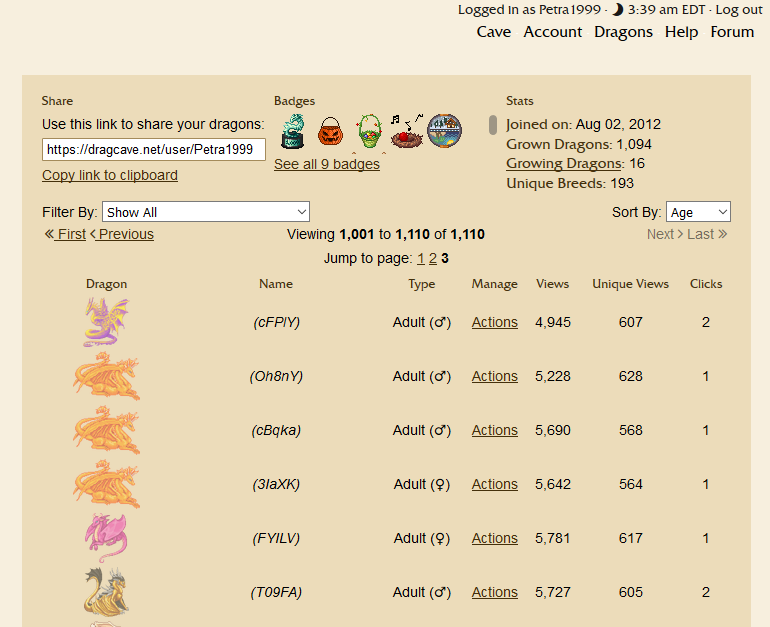 Logged in as Petra1999 · 3:39 am EDT · Log out
Cave Account Dragons Help Forum
Share
Use this link to share your dragons:
https://dragcave.net/user/Petra1999
Copy link to clipboard
Badges
See all 9 badges
Stats
Joined on: Aug 02, 2012
Grown Dragons: 1,094
Growing Dragons: 16
Unique Breeds: 193
Filter By: Show All
Sort By: Age
« First ‹ Previous
Viewing 1,001 to 1,110 of 1,110
Next › Last »
Jump to page: 1 2 3
Dragon Name Type Manage Views Unique Views Clicks
(cFPlY) Adult (♂) Actions 4,945 607 2
(Oh8nY) Adult (♂) Actions 5,228 628 1
(cBqka) Adult (♂) Actions 5,690 568 1
(3IaXK) Adult (♀) Actions 5,642 564 1
(FYILV) Adult (♀) Actions 5,781 617 1
(T09FA) Adult (♂) Actions 5,727 605 2